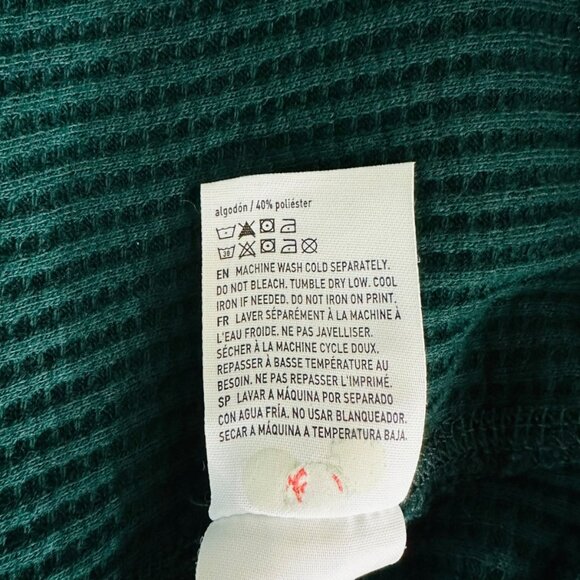 algodón / 40% poliéster
30
EN MACHINE WASH COLD SEPARATELY.
DO NOT BLEACH. TUMBLE DRY LOW. COOL
IRON IF NEEDED. DO NOT IRON ON PRINT.
FR LAVER SÉPARÉMENT À LA MACHINE À
L'EAU FROIDE. NE PAS JAVELLISER.
SÉCHER À LA MACHINE CYCLE DOUX.
REPASSER À BASSE TEMPÉRATURE AU
BESOIN. NE PAS REPASSER L'IMPRIMÉ.
SP LAVAR A MÁQUINA POR SEPARADO
CON AGUA FRÍA. NO USAR BLANQUEADOR.
SECAR A MÁQUINA A TEMPERATURA BAJA.